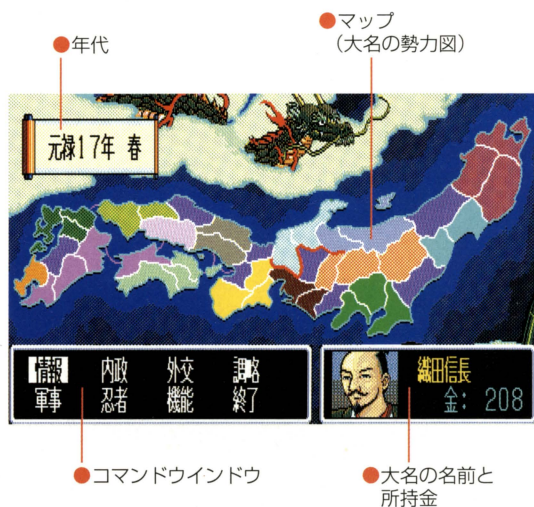 ●年代
●マップ
（大名の勢力図）
元禄17年 春
情報 内政 外交 調略
軍事 忍者 機能 終了
織田信長
金: 208
●コマンドウインドウ
●大名の名前と
所持金